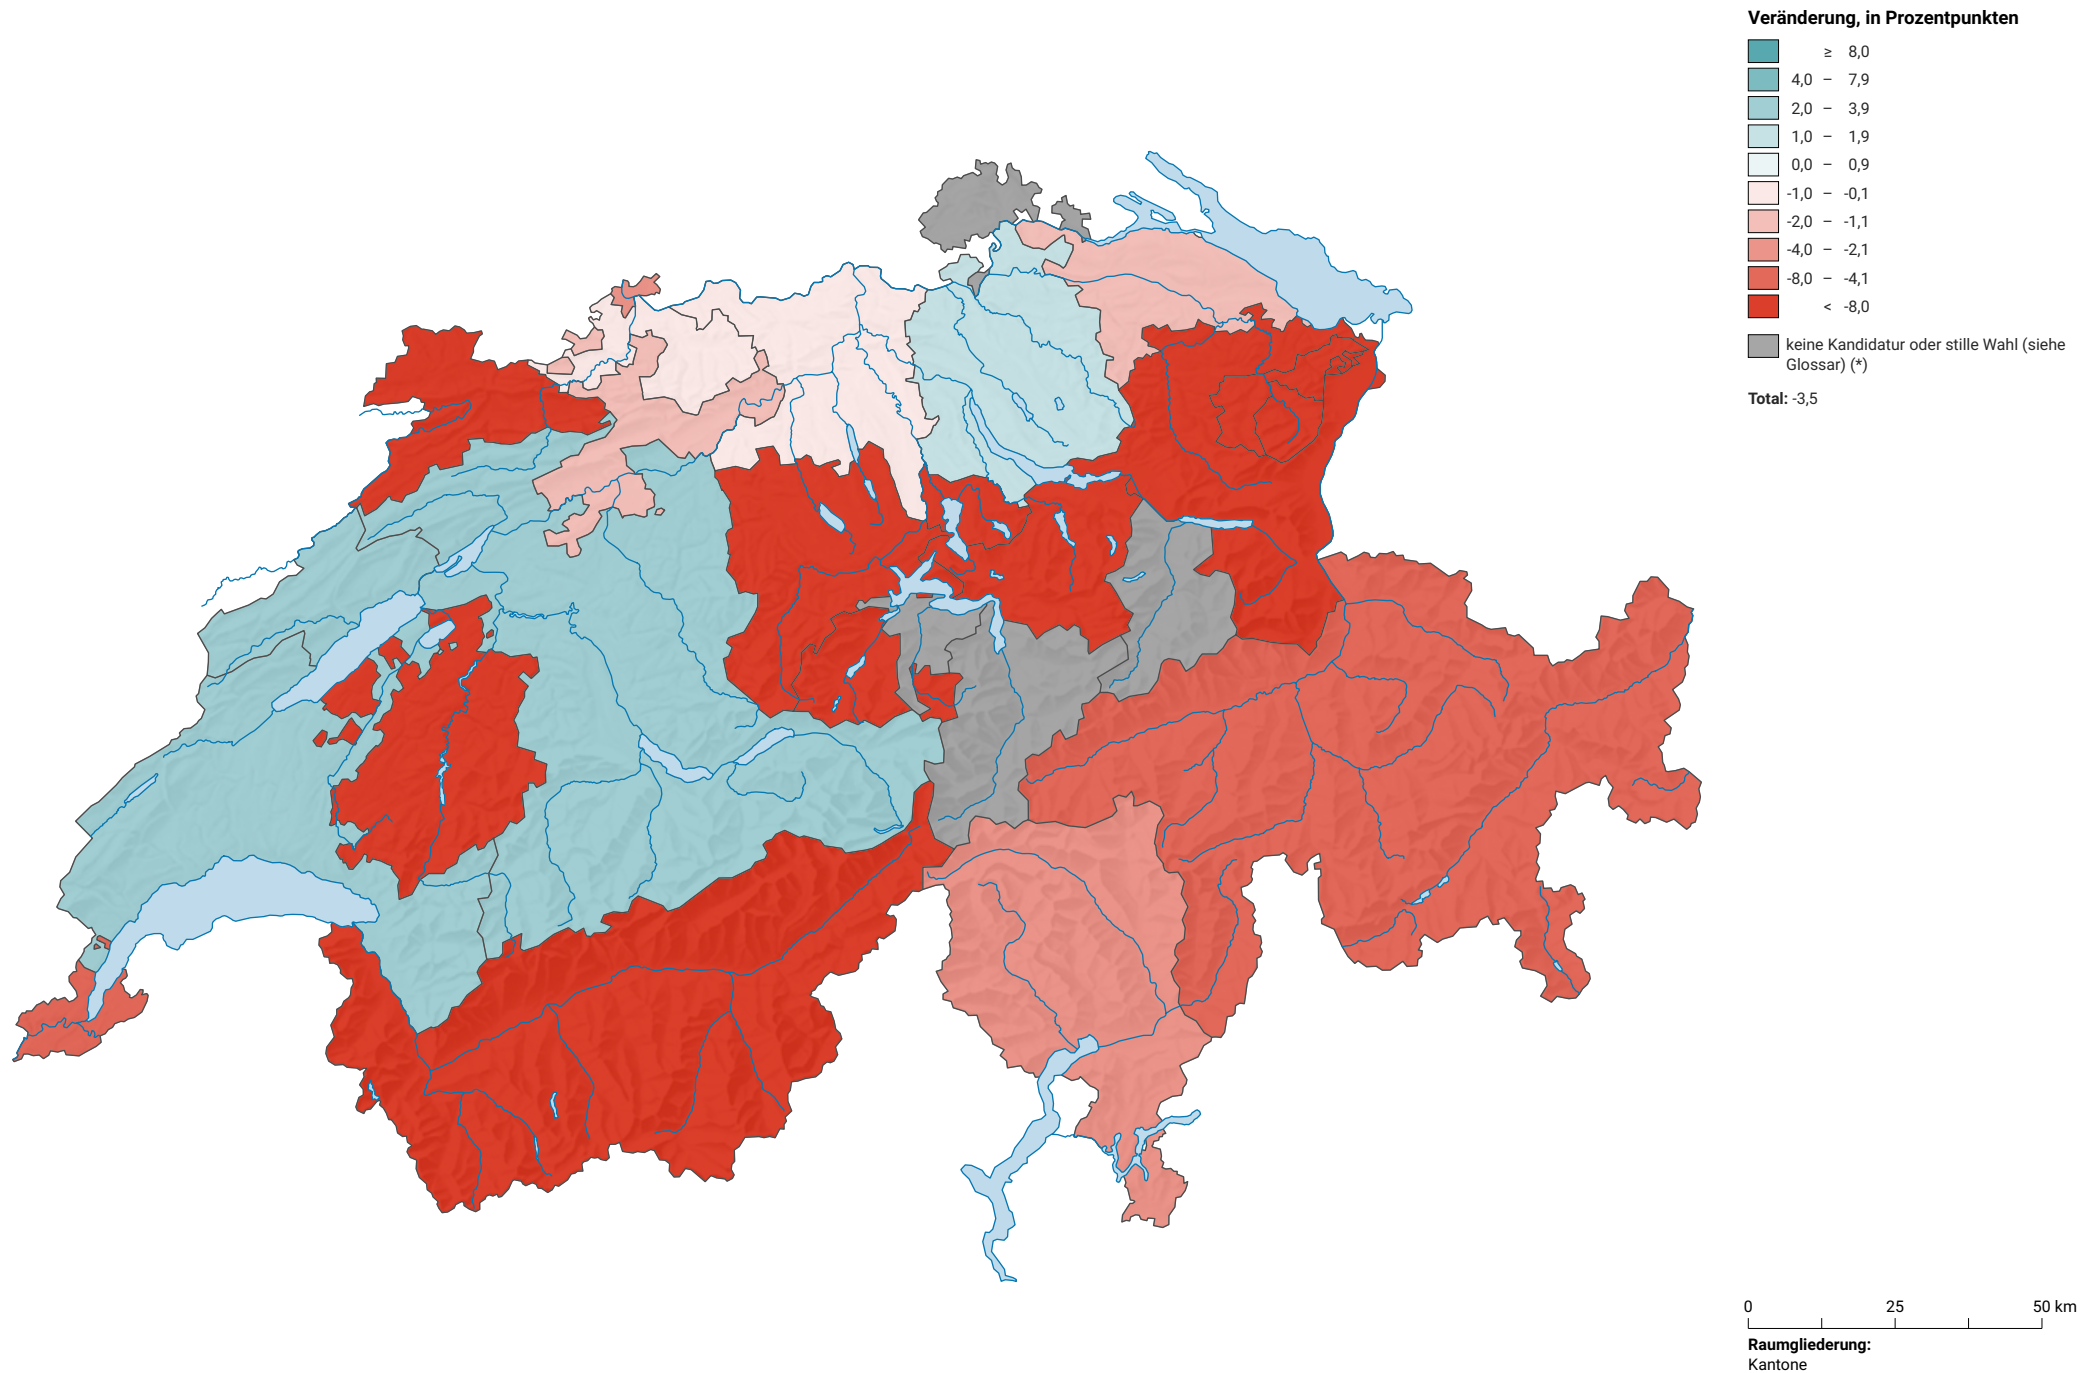 Veränderung, in Prozentpunkten
≥ 8,0
4,0 – 7,9
2,0 – 3,9
1,0 – 1,9
0,0 – 0,9
-1,0 – -0,1
-2,0 – -1,1
-4,0 – -2,1
-8,0 – -4,1
< -8,0
keine Kandidatur oder stille Wahl (siehe
Glossar) (*)
Total: -3,5
0 25 50 km
Raumgliederung:
Kantone